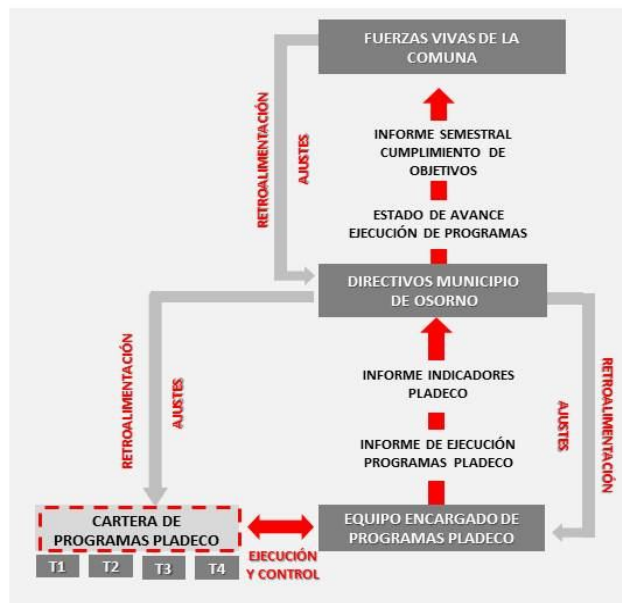 FUERZAS VIVAS DE LA
COMUNA
RETROALIMENTACIÓN
AJUSTES
INFORME SEMESTRAL
CUMPLIMIENTO DE
OBJETIVOS
ESTADO DE AVANCE
EJECUCIÓN DE PROGRAMAS
DIRECTIVOS MUNICIPIO
DE OSORNO
RETROALIMENTACIÓN
AJUSTES
INFORME INDICADORES
PLADECO
INFORME DE EJECUCIÓN
PROGRAMAS PLADECO
AJUSTES
RETROALIMENTACIÓN
CARTERA DE
PROGRAMAS PLADECO
T1 T2 T3 T4
EJECUCIÓN
Y CONTROL
EQUIPO ENCARGADO DE
PROGRAMAS PLADECO